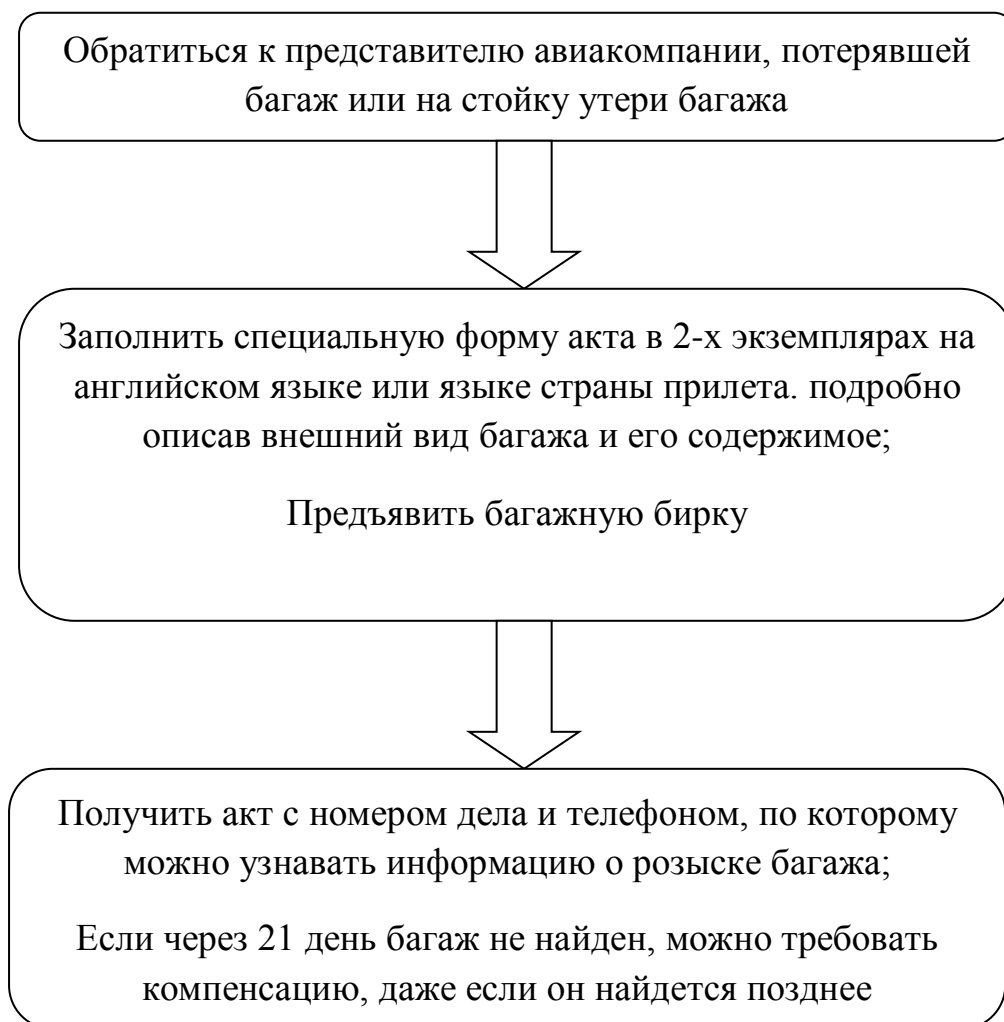 Обратиться к представителю авиакомпании, потерявшей
багаж или на стойку утери багажа
Заполнить специальную форму акта в 2-х экземплярах на
английском языке или языке страны прилета. подробно
описав внешний вид багажа и его содержимое;
Предъявить багажную бирку
Получить акт с номером дела и телефоном, по которому
можно узнавать информацию о розыске багажа;
Если через 21 день багаж не найден, можно требовать
компенсацию, даже если он найдется позднее